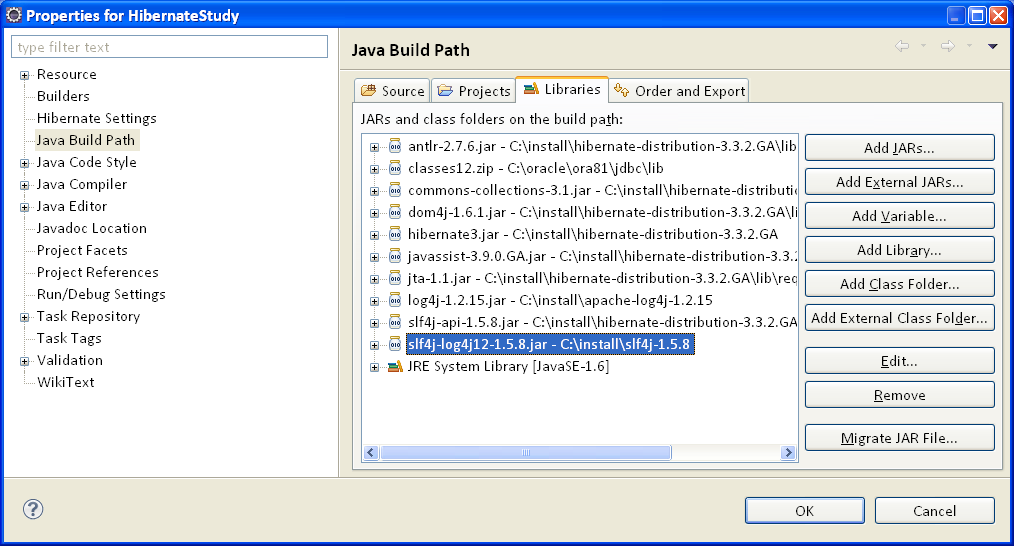 Properties for HibernateStudy
type filter text
Resource
Builders
Hibernate Settings
Java Build Path
Java Code Style
Java Compiler
Java Editor
Javadoc Location
Project Facets
Project References
Run/Debug Settings
Task Repository
Task Tags
Validation
WikiText
Java Build Path
Source Projects Libraries Order and Export
JARs and class folders on the build path:
antlr-2.7.6.jar - C:\install\hibernate-distribution-3.3.2.GA\lib
classes12.zip - C:\oracle\ora81\jdbc\lib
commons-collections-3.1.jar - C:\install\hibernate-distributio
dom4j-1.6.1.jar - C:\install\hibernate-distribution-3.3.2.GA\li
hibernate3.jar - C:\install\hibernate-distribution-3.3.2.GA
javassist-3.9.0.GA.jar - C:\install\hibernate-distribution-3.3.2
jta-1.1.jar - C:\install\hibernate-distribution-3.3.2.GA\lib\req
log4j-1.2.15.jar - C:\install\apache-log4j-1.2.15
slf4j-api-1.5.8.jar - C:\install\hibernate-distribution-3.3.2.GA
slf4j-log4j12-1.5.8.jar - C:\install\slf4j-1.5.8
JRE System Library [JavaSE-1.6]
Add JARs...
Add External JARs...
Add Variable...
Add Library...
Add Class Folder...
Add External Class Folder...
Edit...
Remove
Migrate JAR File...
?
OK Cancel